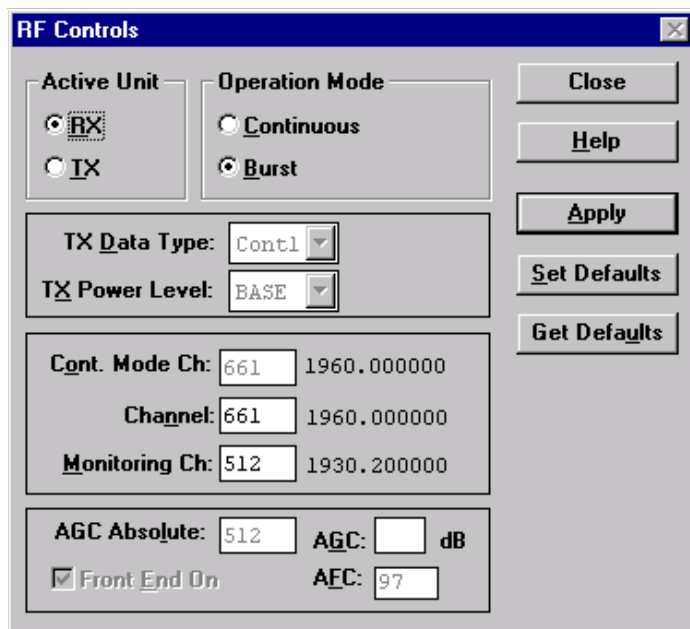 RF Controls
Active Unit
RX
TX
Operation Mode
Continuous
Burst
Close
Help
Apply
Set Defaults
Get Defaults
TX Data Type: Cont1
TX Power Level: BASE
Cont. Mode Ch: 661 1960.000000
Channel: 661 1960.000000
Monitoring Ch: 512 1930.200000
AGC Absolute: 512 AGC: dB
Front End On AFC: 97